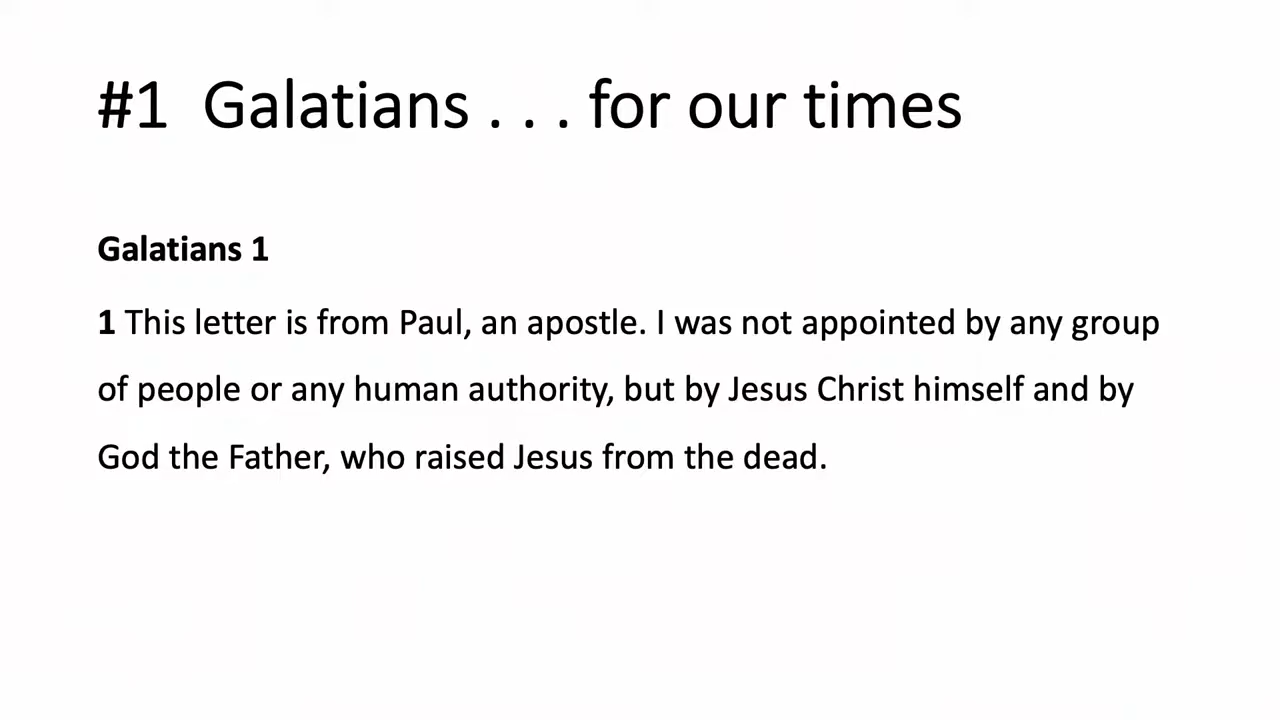 #1 Galatians . . . for our times
Galatians 1
1 This letter is from Paul, an apostle. I was not appointed by any group
of people or any human authority, but by Jesus Christ himself and by
God the Father, who raised Jesus from the dead.